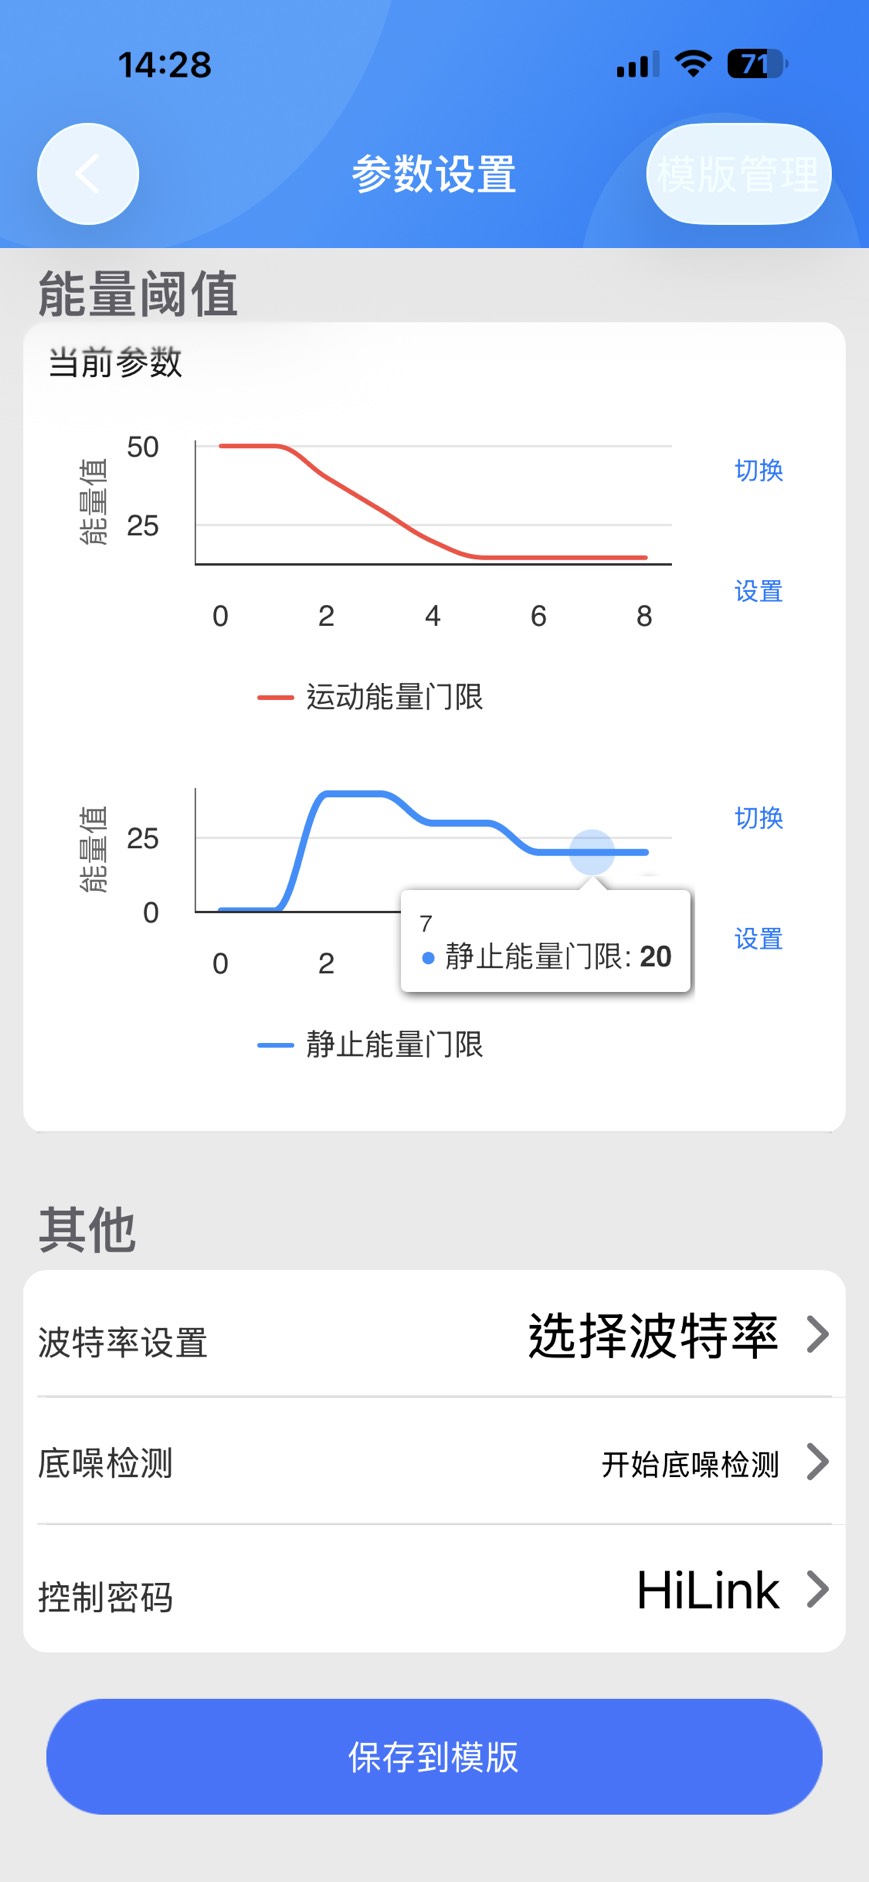 14:28
71
参数设置
模版管理
能量阈值
当前参数
能量值
50
25
切换
设置
0 2 4 6 8
运动能量门限
能量值
25
0
切换
设置
0 2
7
静止能量门限: 20
静止能量门限
其他
波特率设置 选择波特率
底噪检测 开始底噪检测
控制密码 HiLink
保存到模版